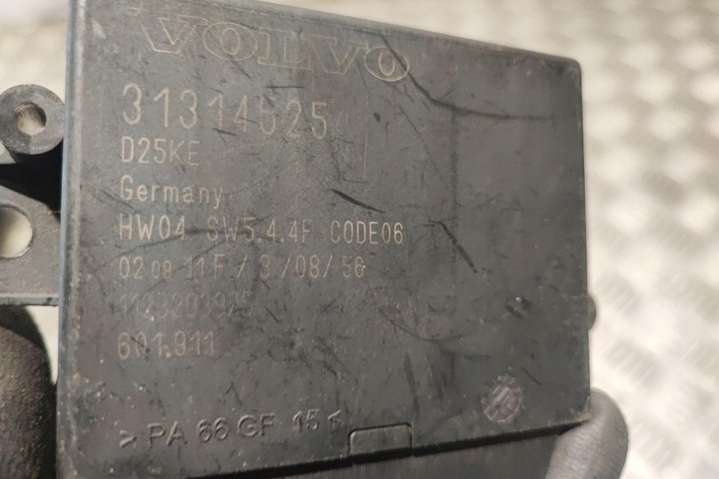 VOLVO
31314525
D25KE
Germany
HW04 SW5.4.4F CODE06
02 08 11 F / 3 /08/ 56
601.911
> PA 66 GF 15 <